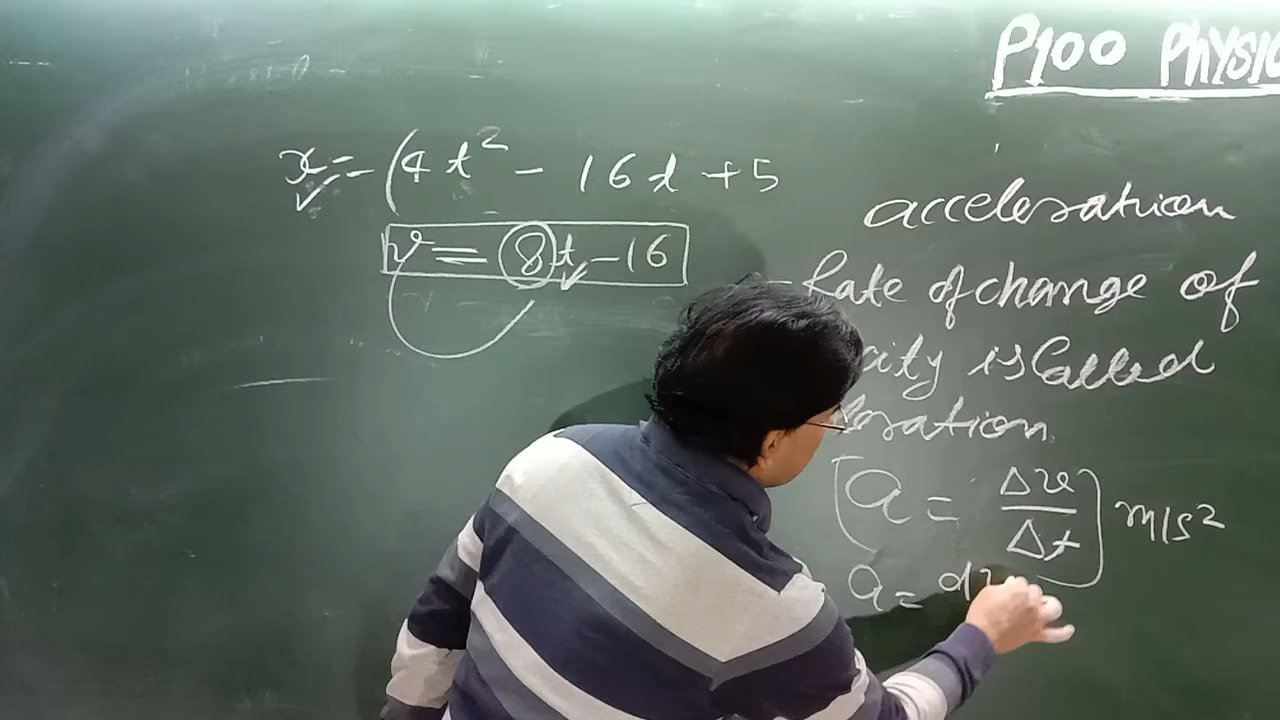 P100 Physic
x = - (4t² - 16t + 5
v = 8t - 16
acceleration
- Rate of change of
city is called
ration
a = Δv/Δt m/s²
a = dv